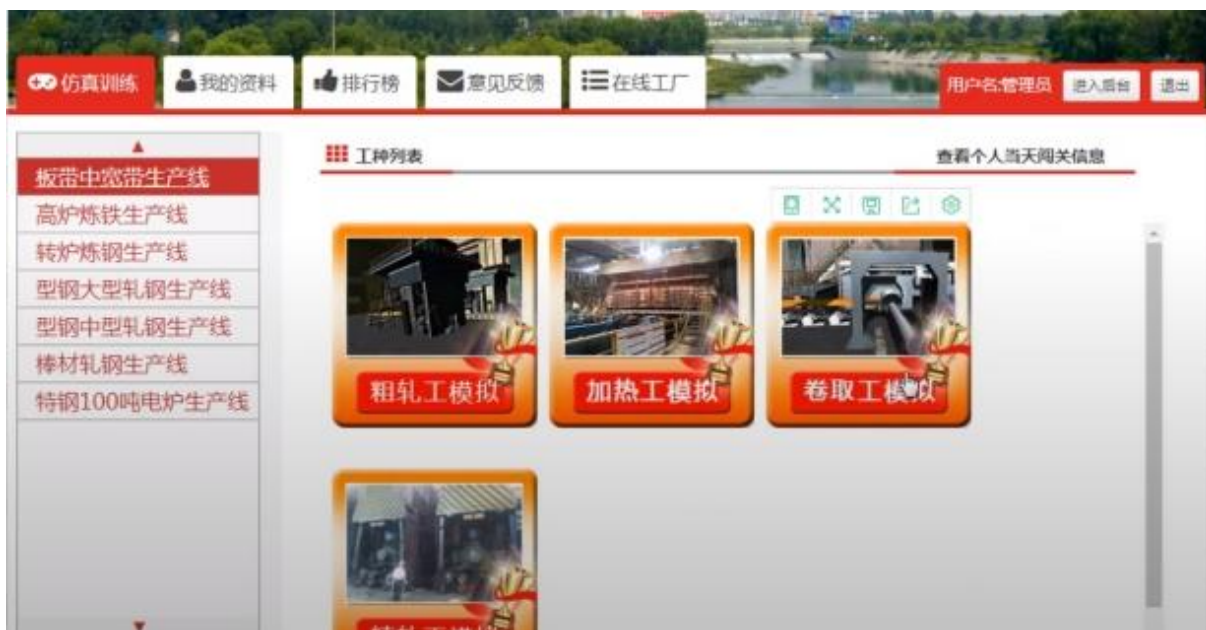 仿真训练
我的资料
排行榜
意见反馈
在线工厂
用户名:管理员
进入后台
退出
板带中宽带生产线
高炉炼铁生产线
转炉炼钢生产线
型钢大型轧钢生产线
型钢中型轧钢生产线
棒材轧钢生产线
特钢100吨电炉生产线
工种列表
查看个人当天闯关信息
粗轧工模拟
加热工模拟
卷取工模拟